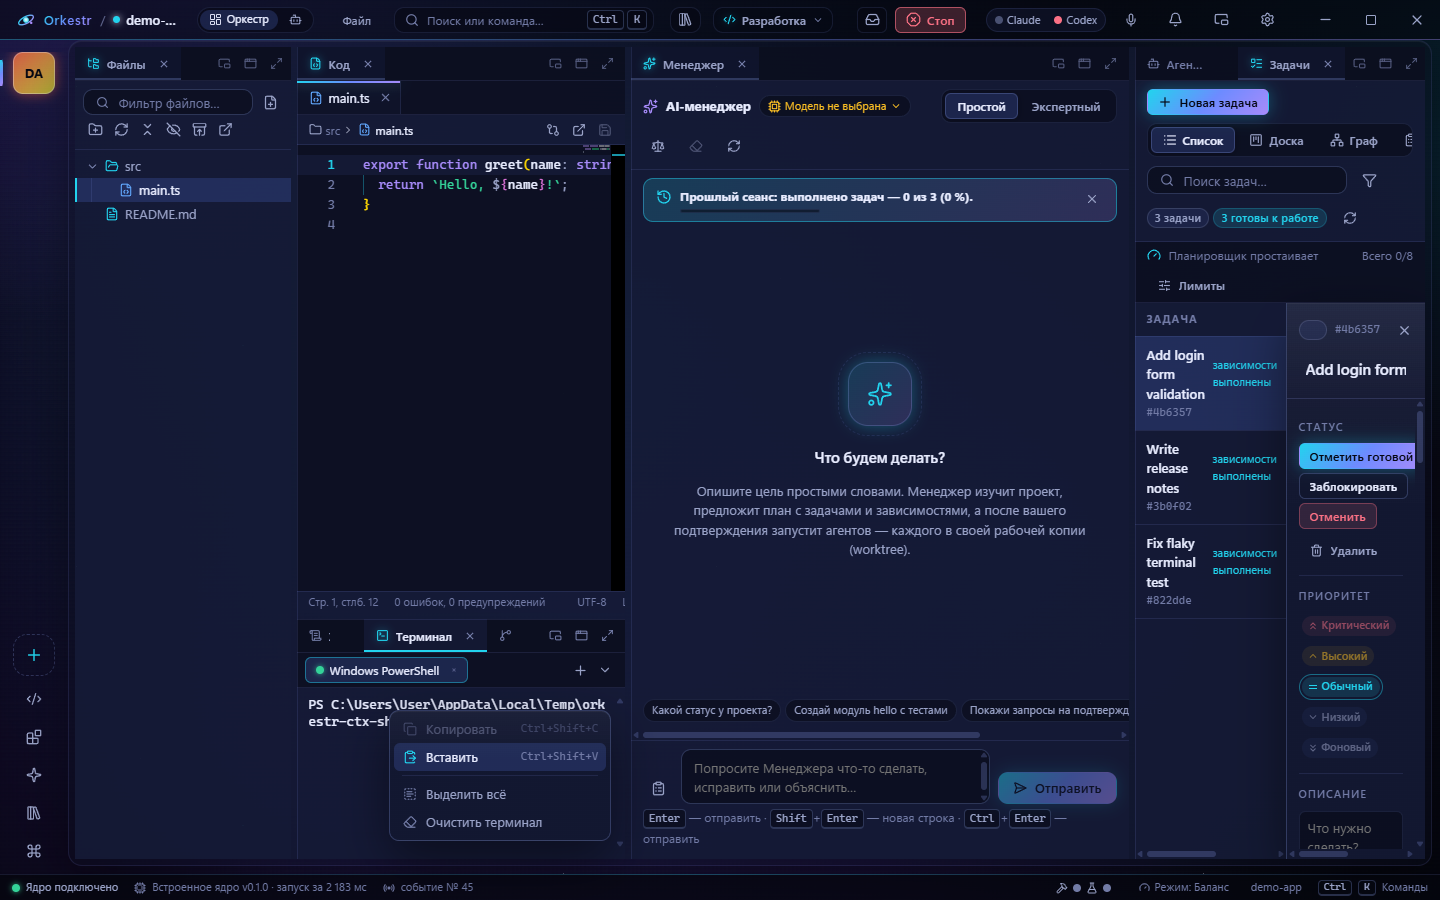 Orkestr / demo-...
Оркестр
Файл
Поиск или команда...
Ctrl K
Разработка
Стоп
Claude
Codex
DA
Файлы
Фильтр файлов...
src
main.ts
README.md
Код
main.ts
src > main.ts
1 export function greet(name: strin
2 return `Hello, ${name}!`;
3 }
4
Стр. 1, стлб. 12
0 ошибок, 0 предупреждений
UTF-8
Терминал
Windows PowerShell
PS C:\Users\User\AppData\Local\Temp\ork
estr-ctx-sh
Копировать Ctrl+Shift+C
Вставить Ctrl+Shift+V
Выделить всё
Очистить терминал
Менеджер
AI-менеджер
Модель не выбрана
Простой
Экспертный
Прошлый сеанс: выполнено задач — 0 из 3 (0 %).
Что будем делать?
Опишите цель простыми словами. Менеджер изучит проект,
предложит план с задачами и зависимостями, а после вашего
подтверждения запустит агентов — каждого в своей рабочей копии
(worktree).
Какой статус у проекта?
Создай модуль hello с тестами
Покажи запросы на подтвержд
Попросите Менеджера что-то сделать,
исправить или объяснить...
Отправить
Enter — отправить · Shift + Enter — новая строка · Ctrl + Enter —
отправить
Аген...
Задачи
Новая задача
Список
Доска
Граф
Поиск задач...
3 задачи
3 готовы к работе
Планировщик простаивает
Всего 0/8
Лимиты
ЗАДАЧА
Add login
form
validation
#4b6357
зависимости
выполнены
Write
release
notes
#3b0f02
зависимости
выполнены
Fix flaky
terminal
test
#822dde
зависимости
выполнены
#4b6357
Add login form
СТАТУС
Отметить готовой
Заблокировать
Отменить
Удалить
ПРИОРИТЕТ
Критический
Высокий
Обычный
Низкий
Фоновый
ОПИСАНИЕ
Что нужно
сделать?
Ядро подключено
Встроенное ядро v0.1.0 · запуск за 2 183 мс
событие № 45
Режим: Баланс
demo-app
Ctrl K Команды